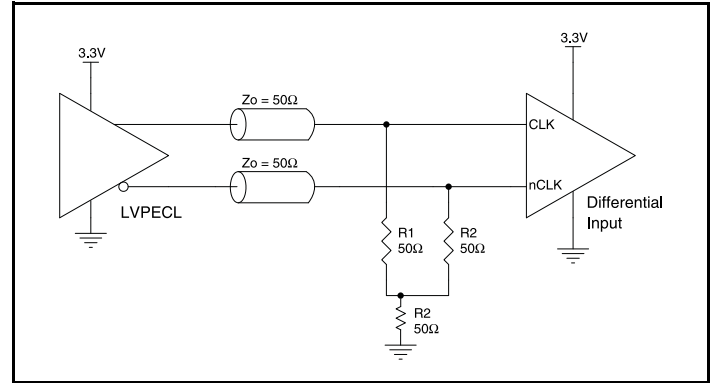 3.3V
3.3V
Zo = 50Ω
CLK
Zo = 50Ω
nCLK
LVPECL
Differential
Input
R1
50Ω
R2
50Ω
R2
50Ω